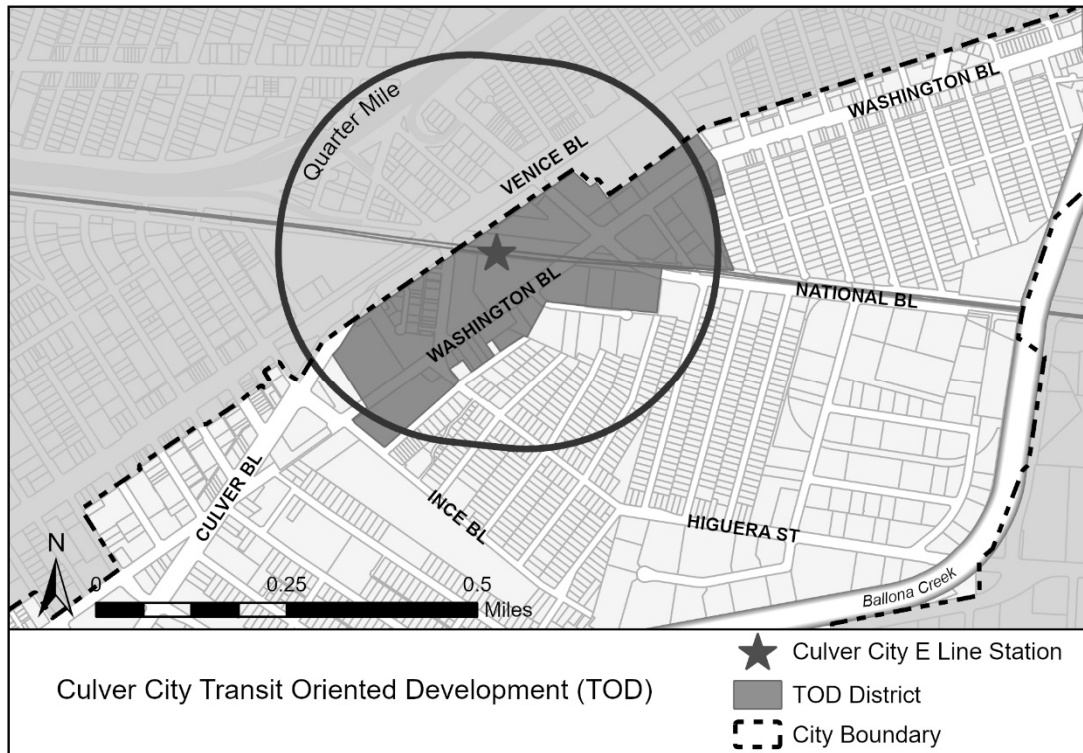 Quarter Mile
VENICE BL
WASHINGTON BL
WASHINGTON BL
NATIONAL BL
CULVER BL
INCE BL
HIGUERA ST
Ballona Creek
N
0 0.25 0.5
Miles
Culver City Transit Oriented Development (TOD)
Culver City E Line Station
TOD District
City Boundary